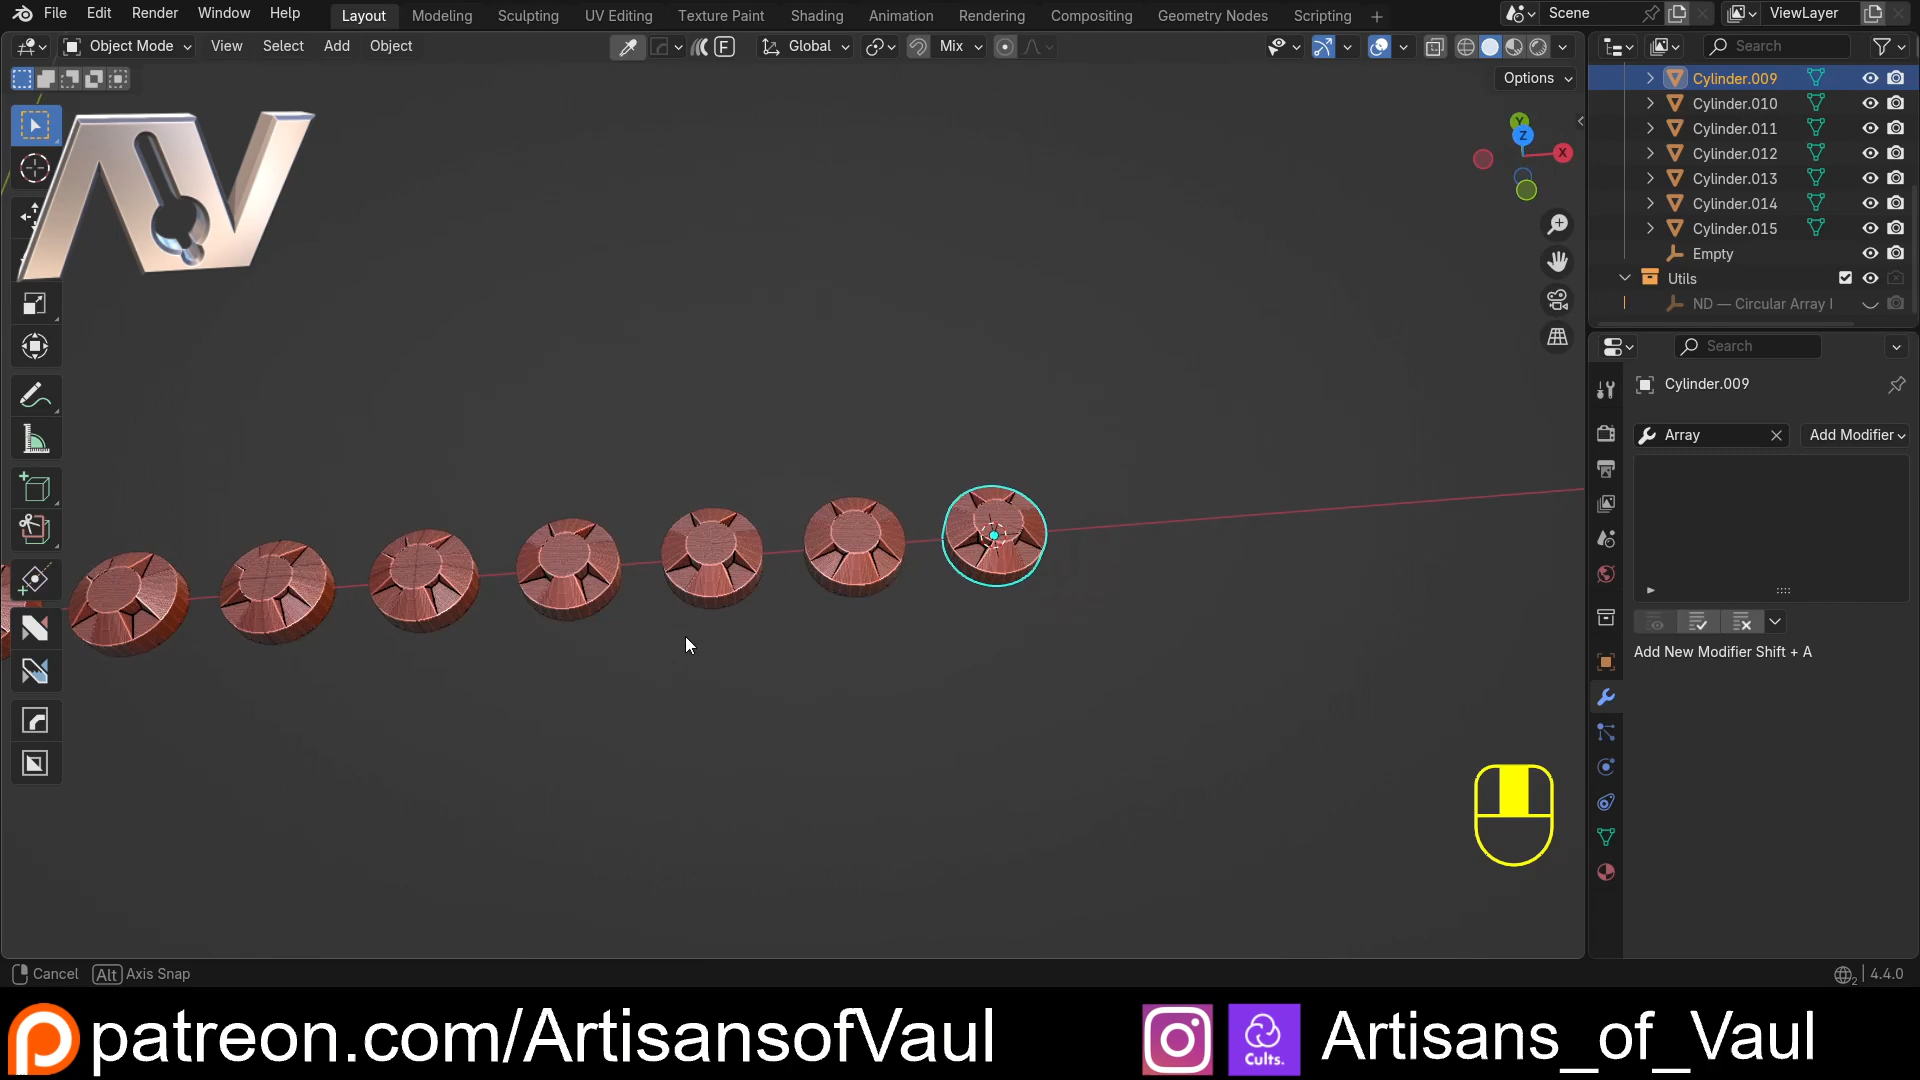 File Edit Render Window Help
Layout Modeling Sculpting UV Editing Texture Paint Shading Animation Rendering Compositing Geometry Nodes Scripting +
Scene
ViewLayer
Object Mode View Select Add Object
F
Global
Mix
Search
Options
AV
Y
Z
X
Cylinder.009
Cylinder.010
Cylinder.011
Cylinder.012
Cylinder.013
Cylinder.014
Cylinder.015
Empty
Utils
ND — Circular Array
Search
Cylinder.009
Array
Add Modifier
Add New Modifier Shift + A
Cancel Alt Axis Snap
2 4.4.0
patreon.com/ArtisansofVaul
Cults.
Artisans_of_Vaul